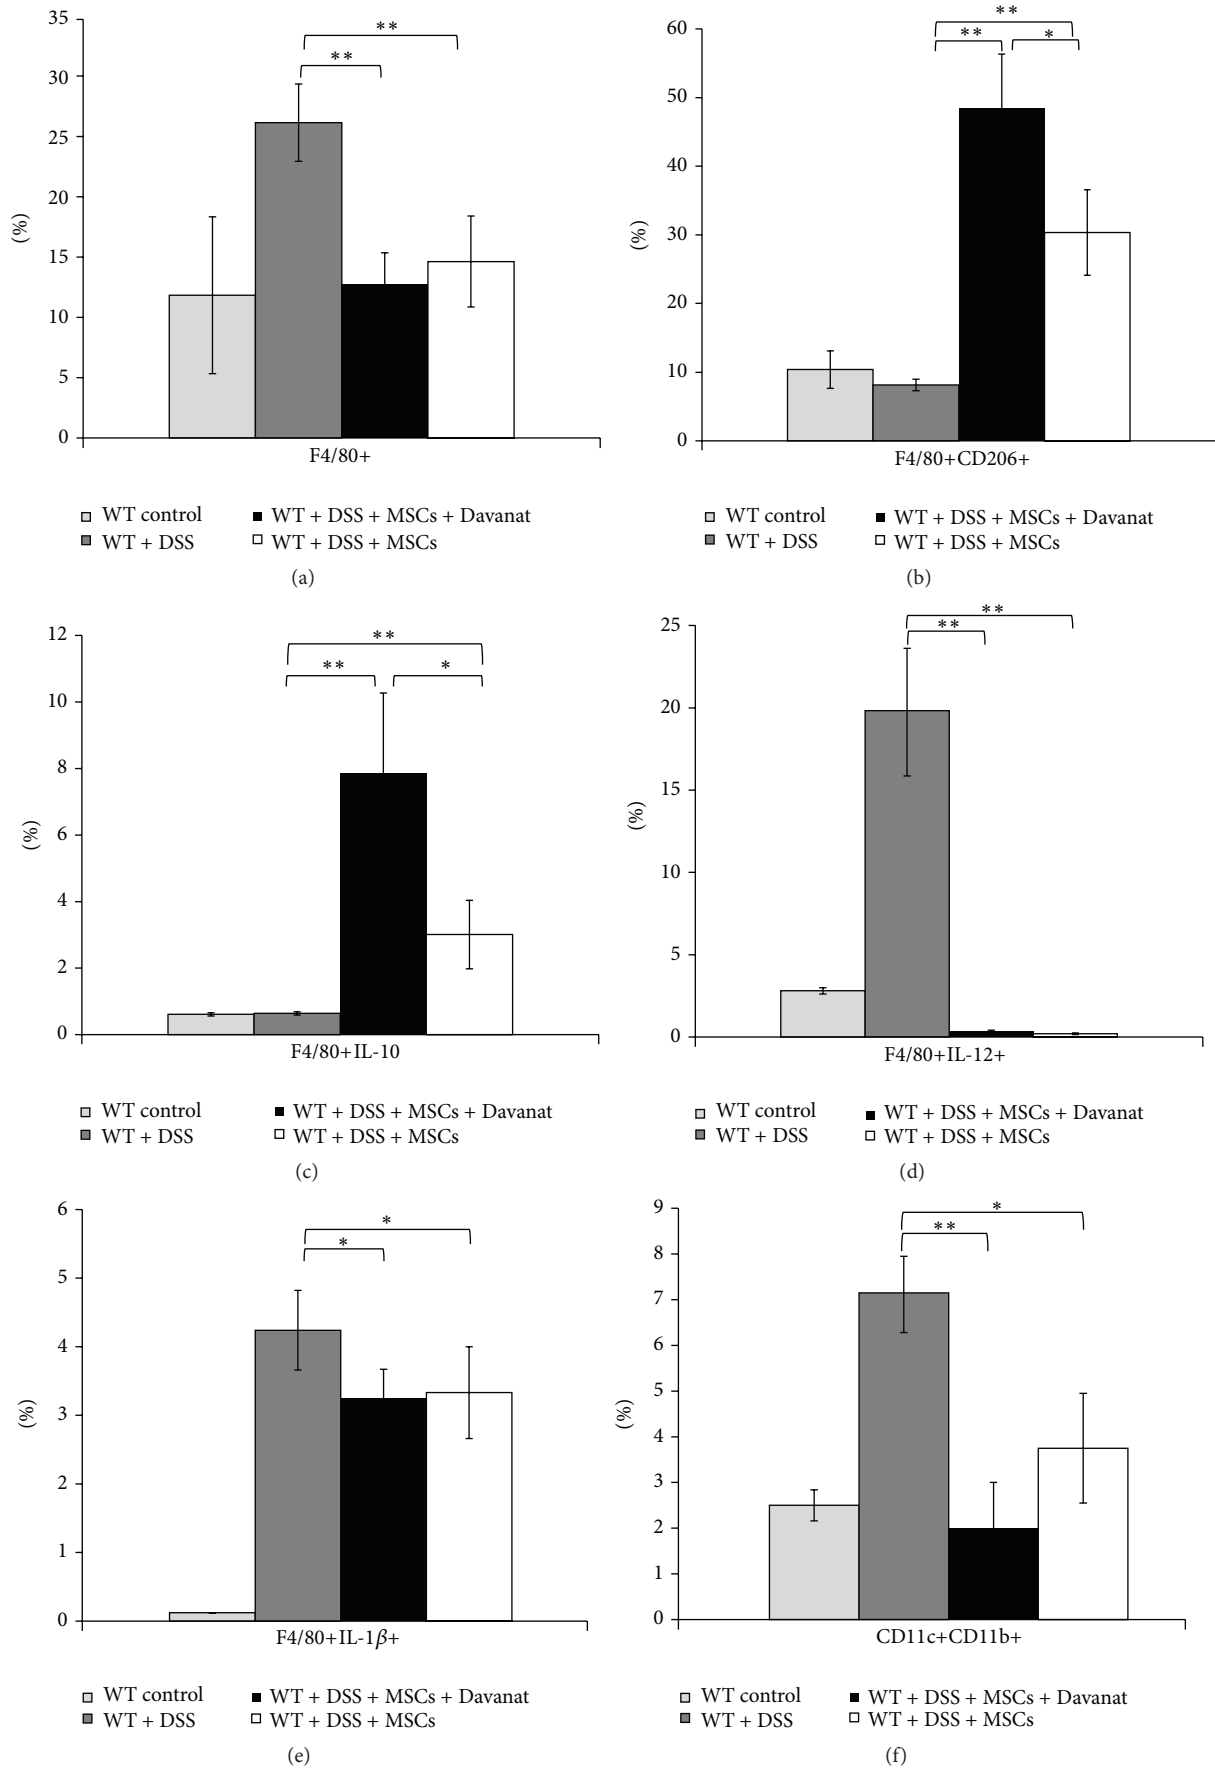 35
30
25
20
15
10
5
0
(%)
**
**
F4/80+
WT control
WT + DSS
WT + DSS + MSCs + Davanat
WT + DSS + MSCs
(a)
60
50
40
30
20
10
0
(%)
**
**
*
F4/80+CD206+
WT control
WT + DSS
WT + DSS + MSCs + Davanat
WT + DSS + MSCs
(b)
12
10
8
6
4
2
0
(%)
**
**
*
F4/80+IL-10
WT control
WT + DSS
WT + DSS + MSCs + Davanat
WT + DSS + MSCs
(c)
25
20
15
10
5
0
(%)
**
**
F4/80+IL-12+
WT control
WT + DSS
WT + DSS + MSCs + Davanat
WT + DSS + MSCs
(d)
6
5
4
3
2
1
0
(%)
*
*
F4/80+IL-1β+
WT control
WT + DSS
WT + DSS + MSCs + Davanat
WT + DSS + MSCs
(e)
9
8
7
6
5
4
3
2
1
0
(%)
*
**
CD11c+CD11b+
WT control
WT + DSS
WT + DSS + MSCs + Davanat
WT + DSS + MSCs
(f)